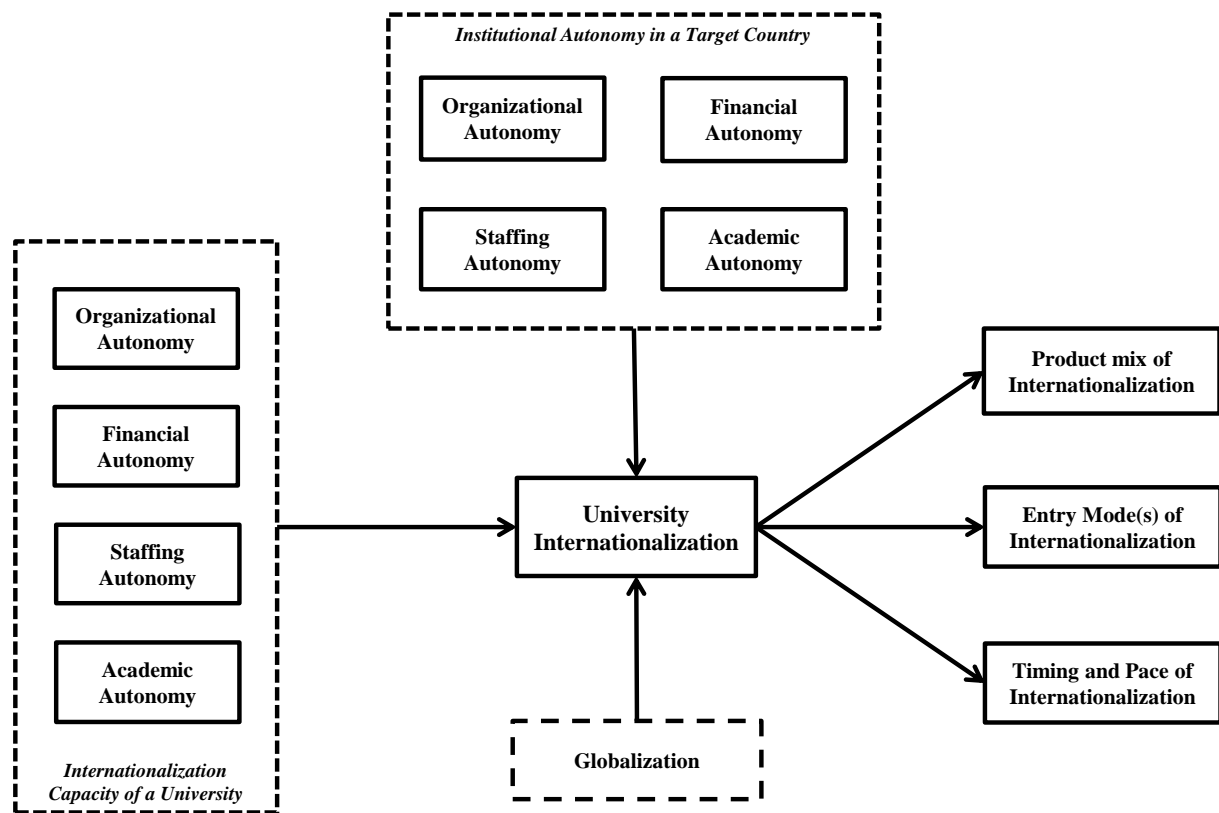 Institutional Autonomy in a Target Country
Organizational
Autonomy
Financial
Autonomy
Staffing
Autonomy
Academic
Autonomy
Organizational
Autonomy
Financial
Autonomy
Staffing
Autonomy
Academic
Autonomy
Internationalization
Capacity of a University
University
Internationalization
Globalization
Product mix of
Internationalization
Entry Mode(s) of
Internationalization
Timing and Pace of
Internationalization